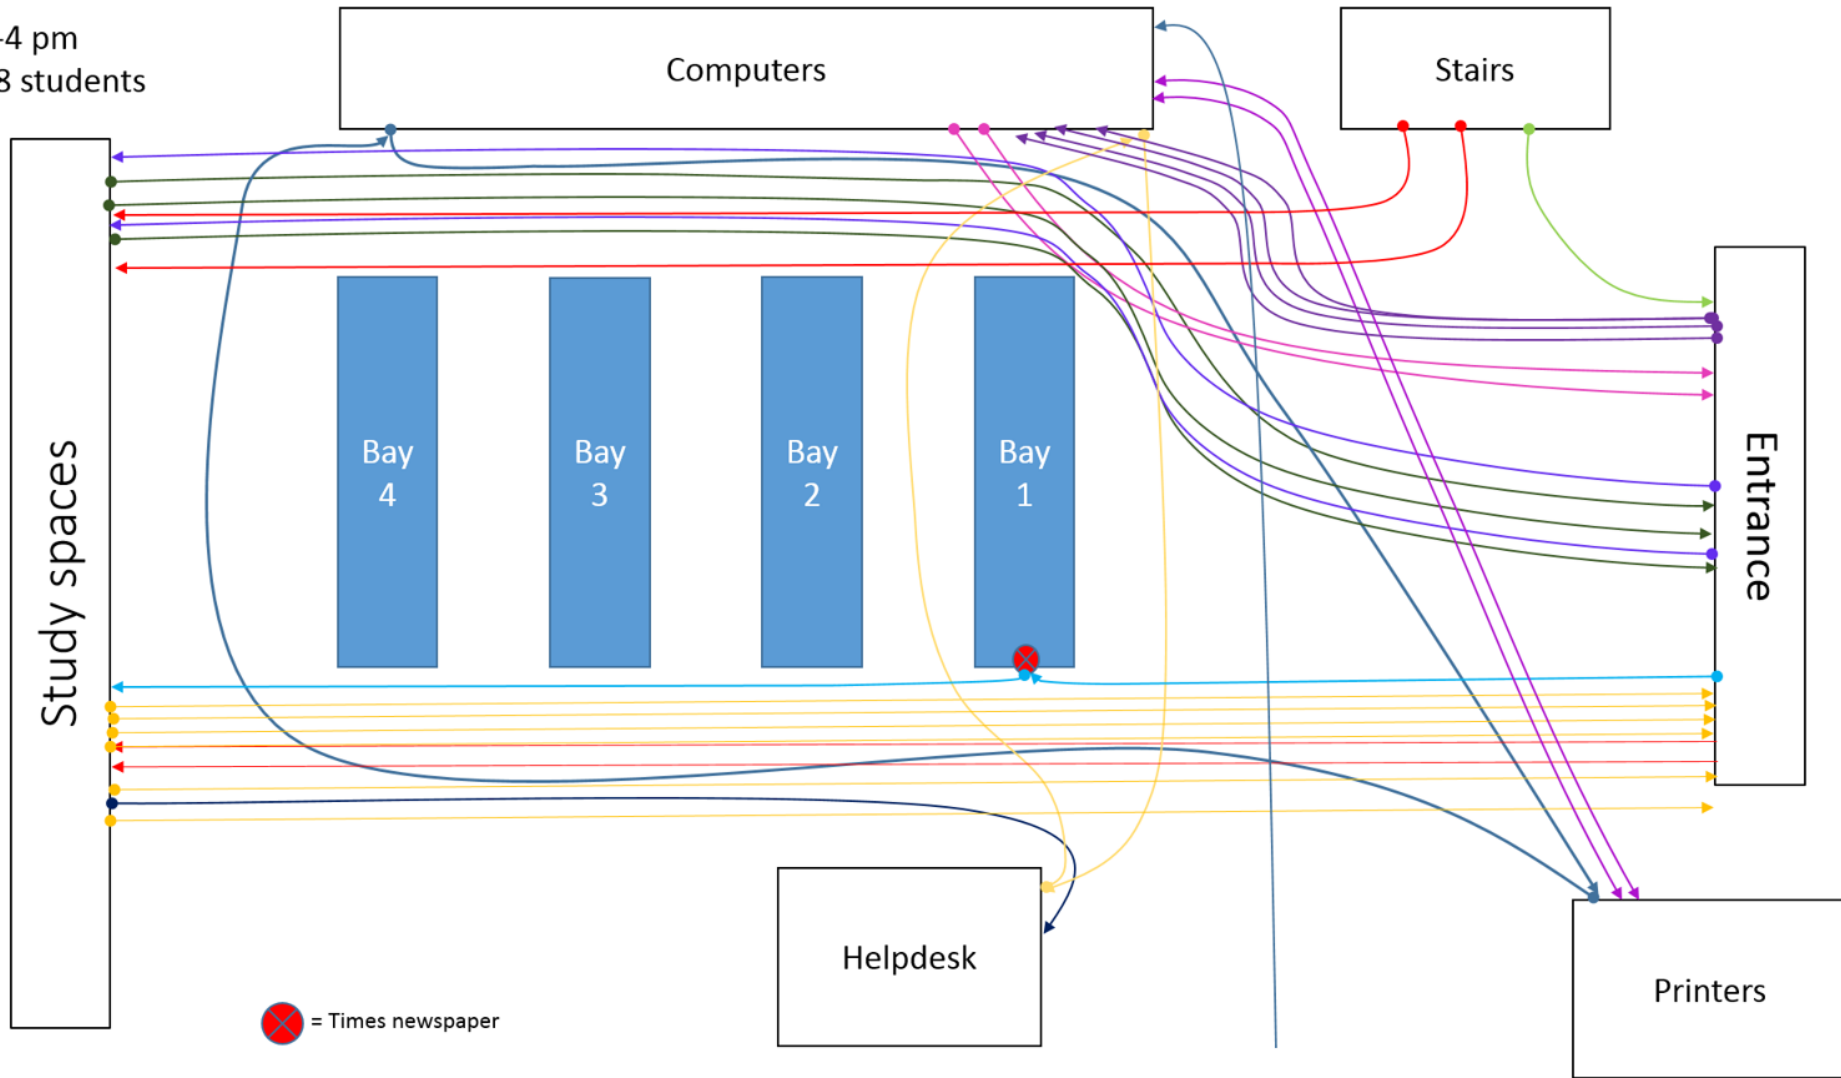 -4 pm
8 students
Computers
Stairs
Study spaces
Bay
4
Bay
3
Bay
2
Bay
1
Entrance
Helpdesk
Printers
= Times newspaper